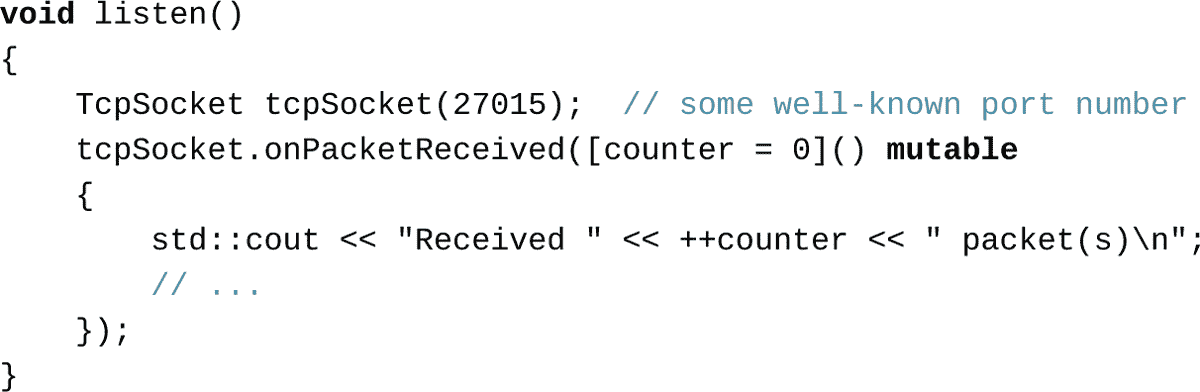 void listen()
{
    TcpSocket tcpSocket(27015);  // some well-known port number
    tcpSocket.onPacketReceived([counter = 0]() mutable
    {
        std::cout << "Received " << ++counter << " packet(s)\n";
        // ...
    });
}